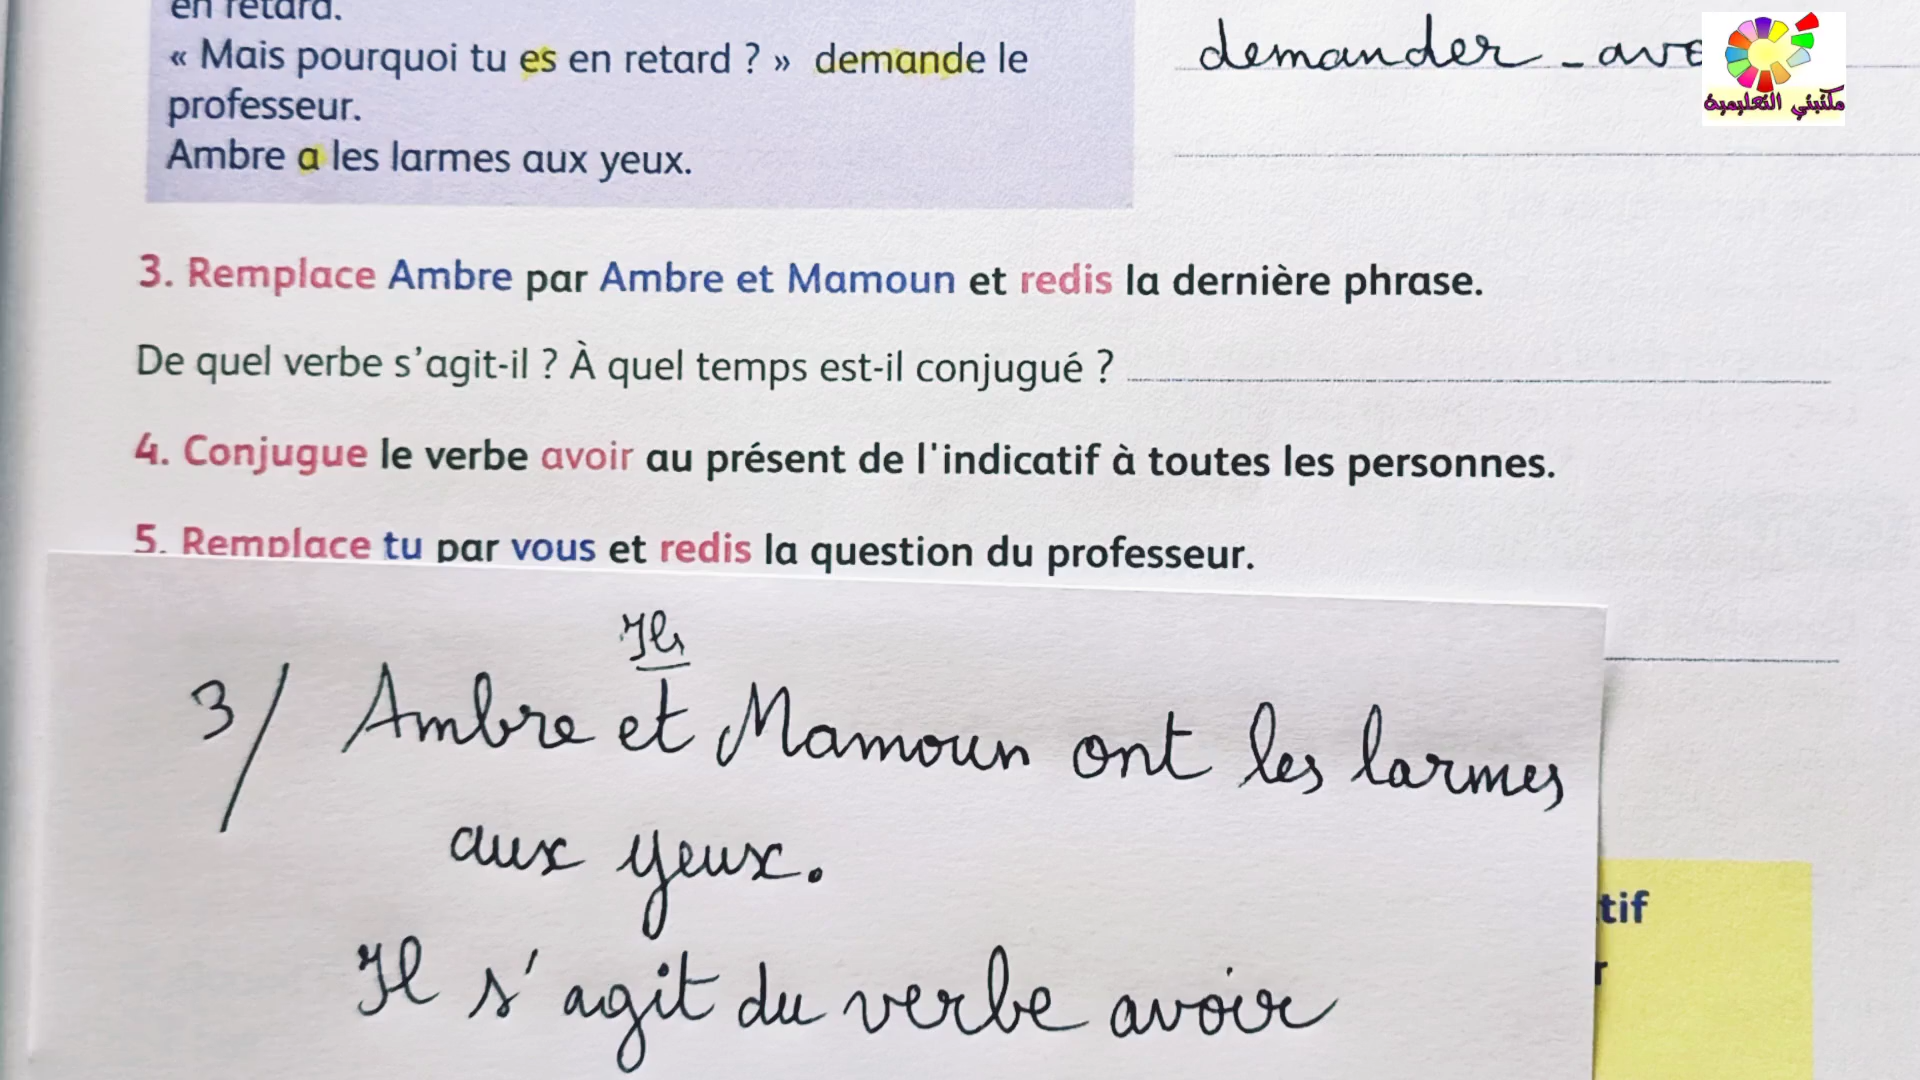 en retard.
« Mais pourquoi tu es en retard ? » demande le
professeur.
Ambre a les larmes aux yeux.
demander - avo
مكتبتي التعليمية
3. Remplace Ambre par Ambre et Mamoun et redis la dernière phrase.
De quel verbe s'agit-il ? À quel temps est-il conjugué ?
4. Conjugue le verbe avoir au présent de l'indicatif à toutes les personnes.
5. Remplace tu par vous et redis la question du professeur.
Ils
3/ Ambre et Mamoun ont les larmes
aux yeux.
Il s'agit du verbe avoir
tif
r